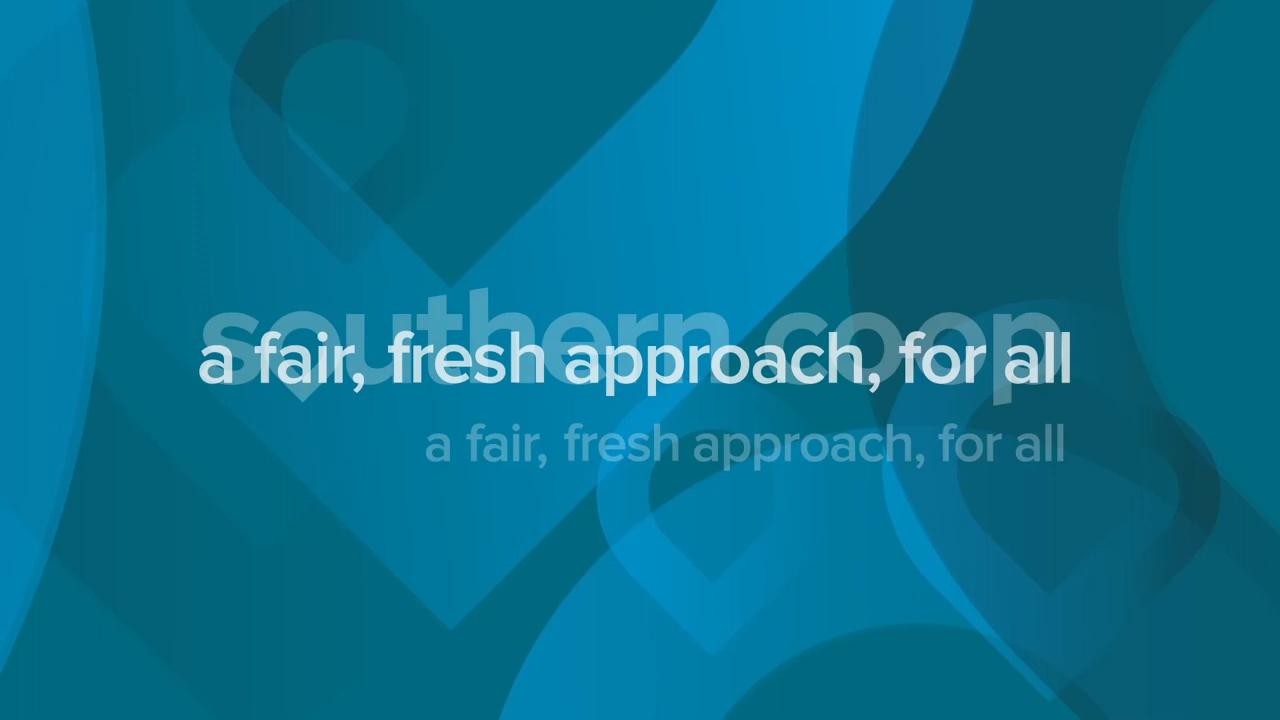 southern coop
a fair, fresh approach, for all
a fair, fresh approach, for all